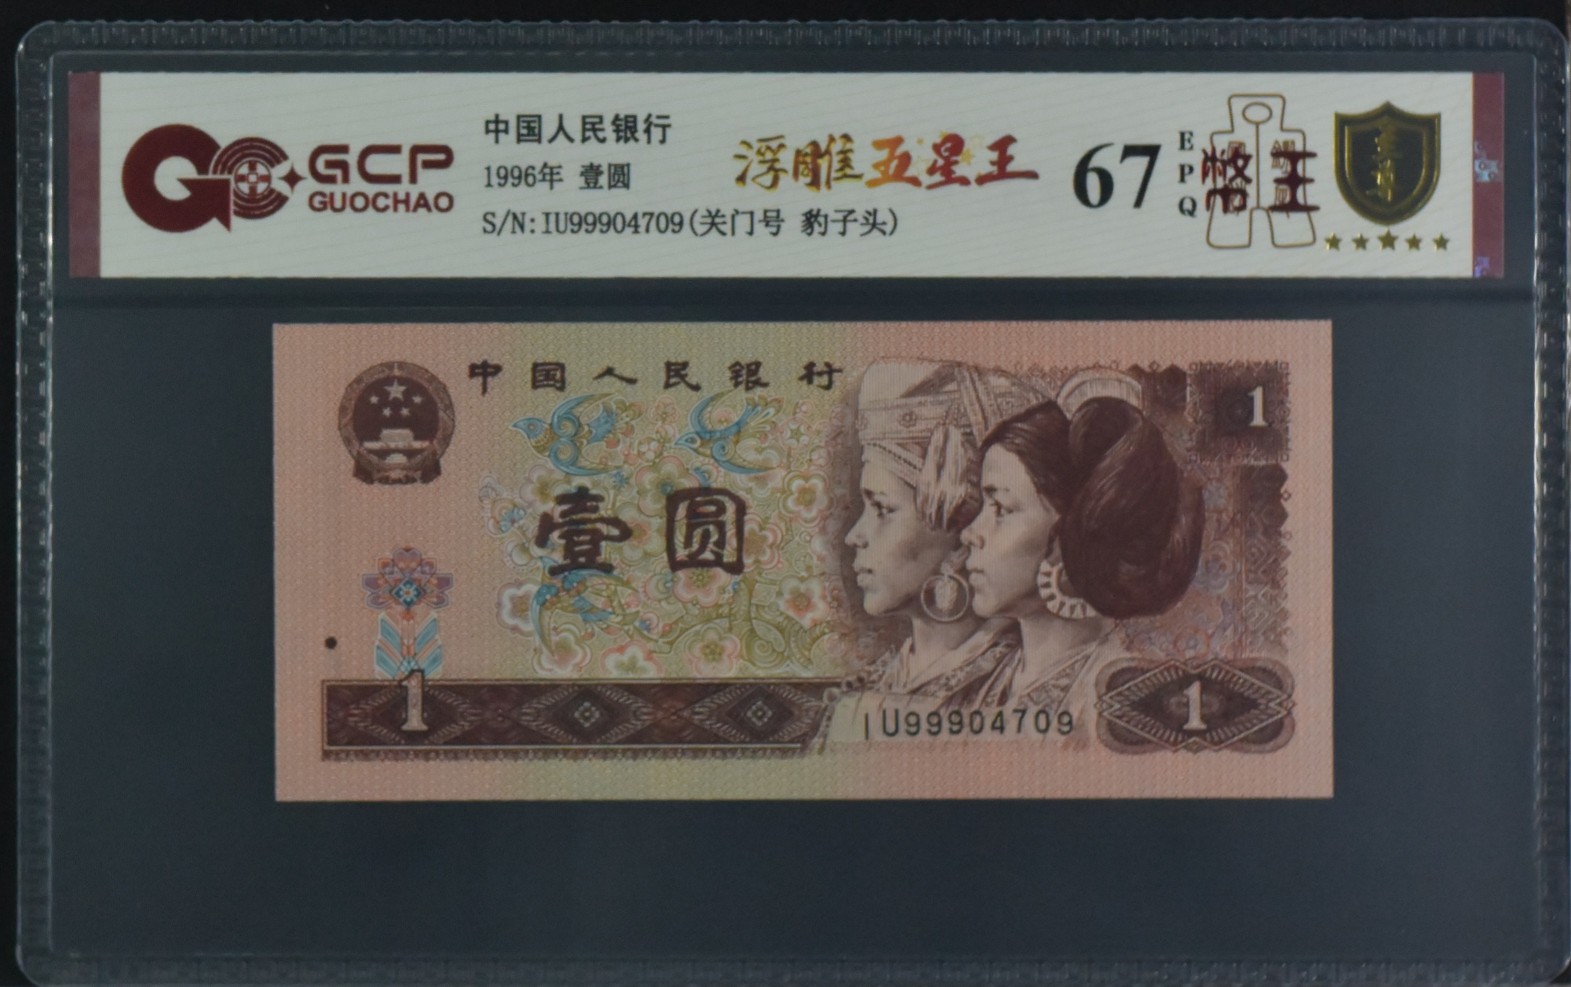 GCP
GUOCHAO
中国人民银行
1996年 壹圆
S/N:IU99904709(关门号 豹子头)
浮雕五星王
67
EPQ
中国人民银行
1
壹圆
1
IU99904709
1